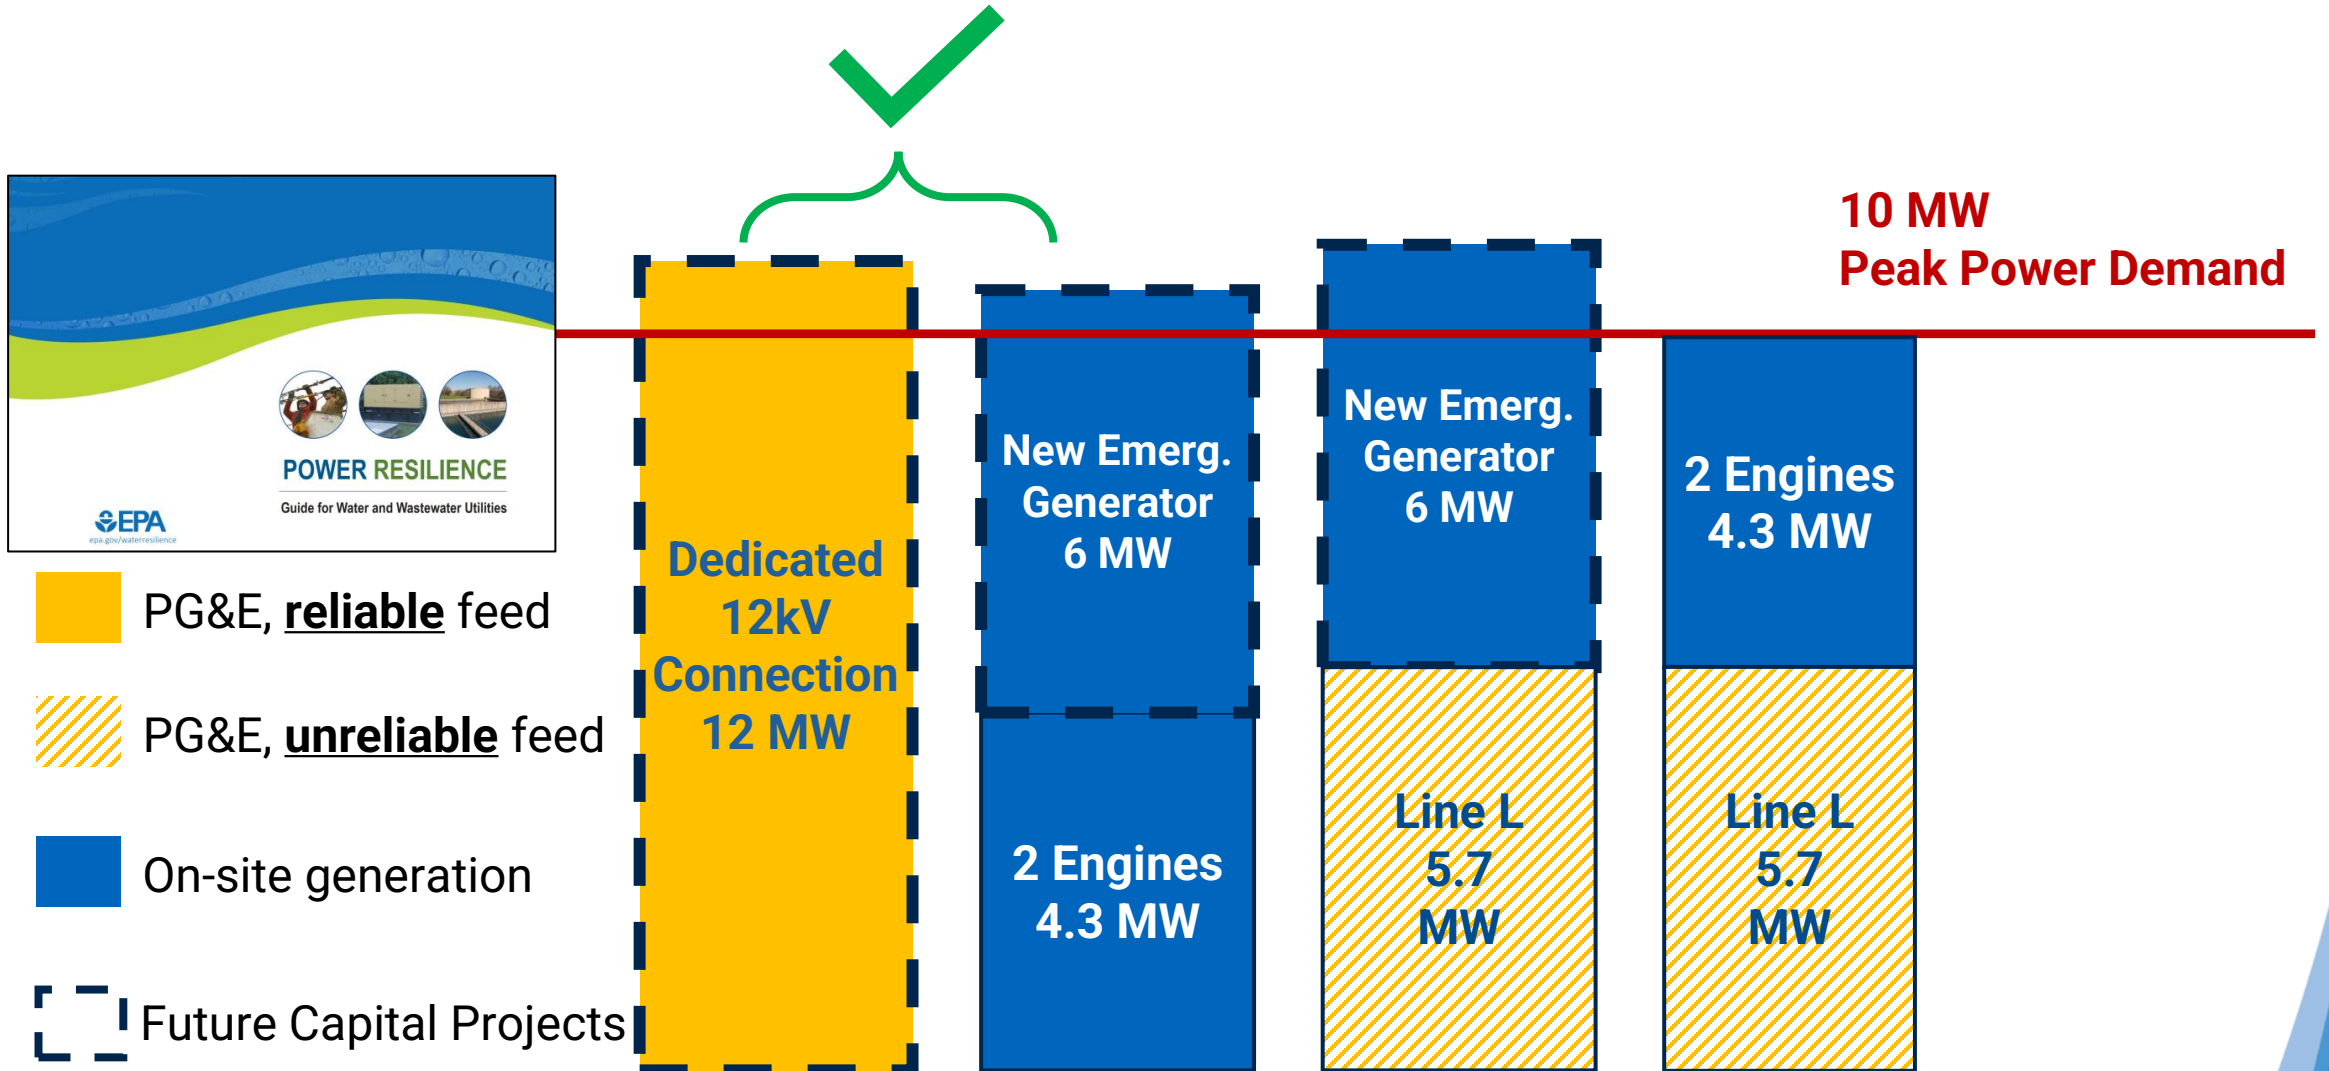 10 MW
Peak Power Demand
POWER RESILIENCE
Guide for Water and Wastewater Utilities
EPA
epa.gov/waterresilience
PG&E, reliable feed
PG&E, unreliable feed
On-site generation
Future Capital Projects
Dedicated
12kV
Connection
12 MW
New Emerg.
Generator
6 MW
2 Engines
4.3 MW
New Emerg.
Generator
6 MW
Line L
5.7
MW
2 Engines
4.3 MW
Line L
5.7
MW